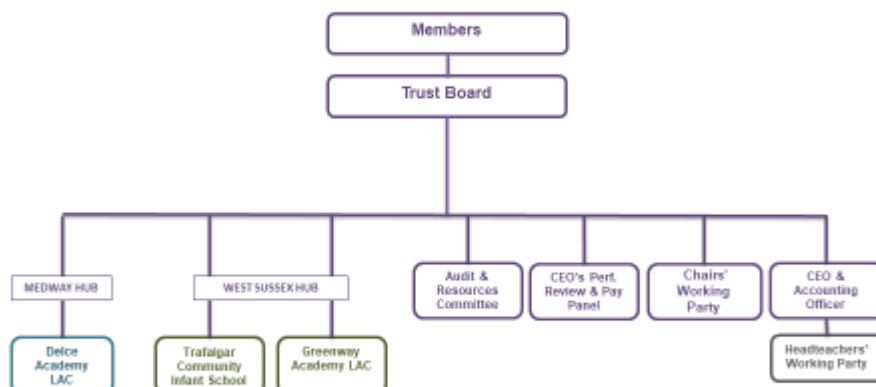 Members
Trust Board
Audit &
Resources
Committee
CEO's Perf.
Review & Pay
Panel
Chairs'
Working
Party
CEO &
Accounting
Officer
MEDWAY HUB
WEST SUSSEX HUB
Delce
Academy
LAC
Trafalgar
Community
Infant School
Greenway
Academy LAC
Headteachers'
Working Party